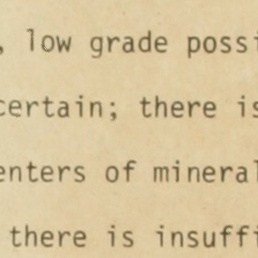 , low grade possi
certain; there is
enters of mineral
there is insuffi